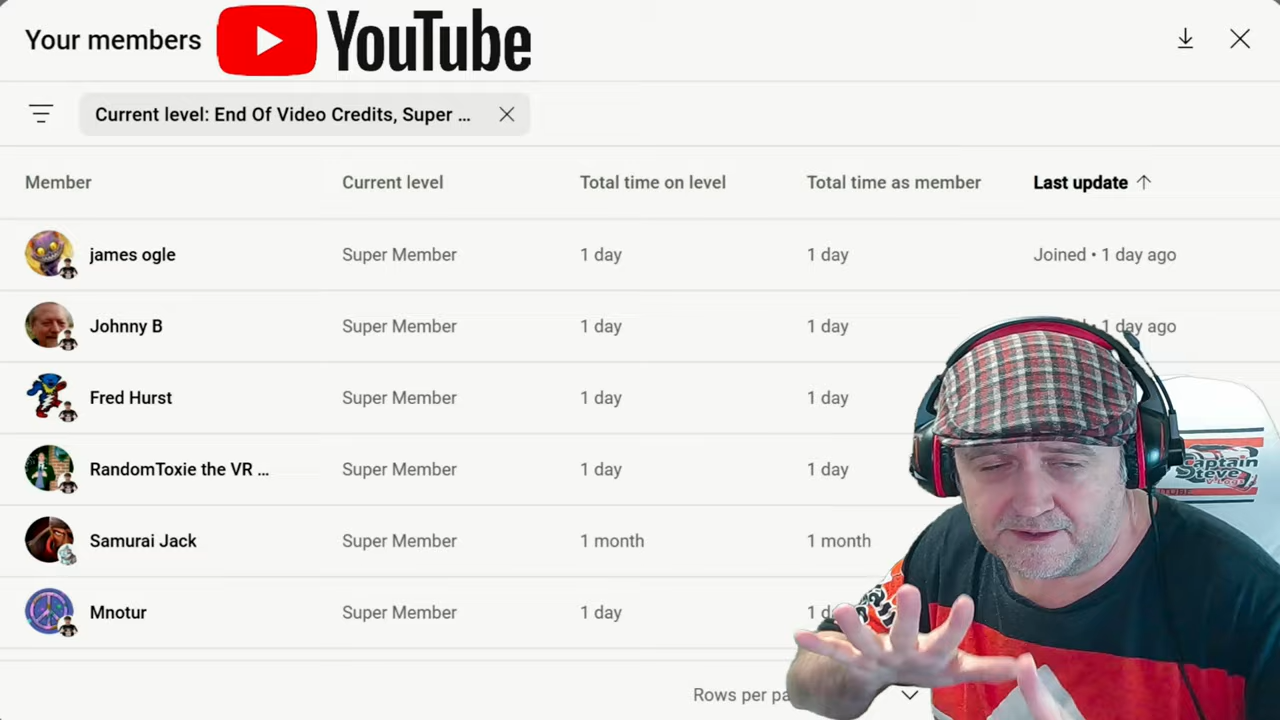 Your members
YouTube
Current level: End Of Video Credits, Super ...
Member Current level Total time on level Total time as member Last update
james ogle Super Member 1 day 1 day Joined • 1 day ago
Johnny B Super Member 1 day 1 day 1 day ago
Fred Hurst Super Member 1 day 1 day
RandomToxie the VR ... Super Member 1 day 1 day
Samurai Jack Super Member 1 month 1 month
Mnotur Super Member 1 day 1
Rows per
Captain
Steve